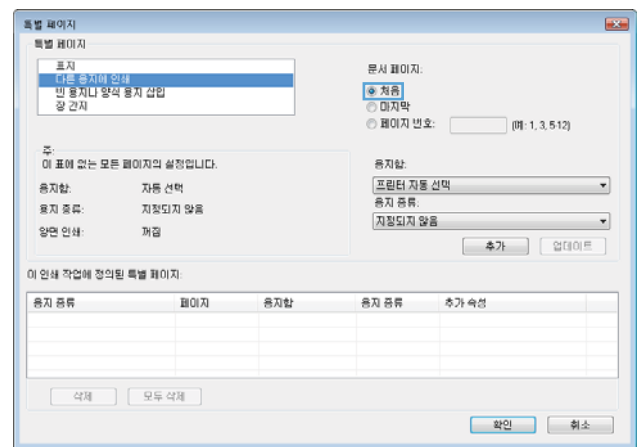 특별 페이지
특별 페이지
표지
다른 용지에 인쇄
빈 용지나 양식 용지 삽입
장 간지
문서 페이지:
처음
마지막
페이지 번호: (예: 1, 3, 5-12)
주:
이 표에 없는 모든 페이지의 설정입니다.
용지함: 자동 선택
용지 종류: 지정되지 않음
양면 인쇄: 꺼짐
용지함:
프린터 자동 선택
용지 종류:
지정되지 않음
추가 업데이트
이 인쇄 작업에 정의된 특별 페이지:
용지 종류 페이지 용지함 용지 종류 추가 속성
삭제 모두 삭제
확인 취소